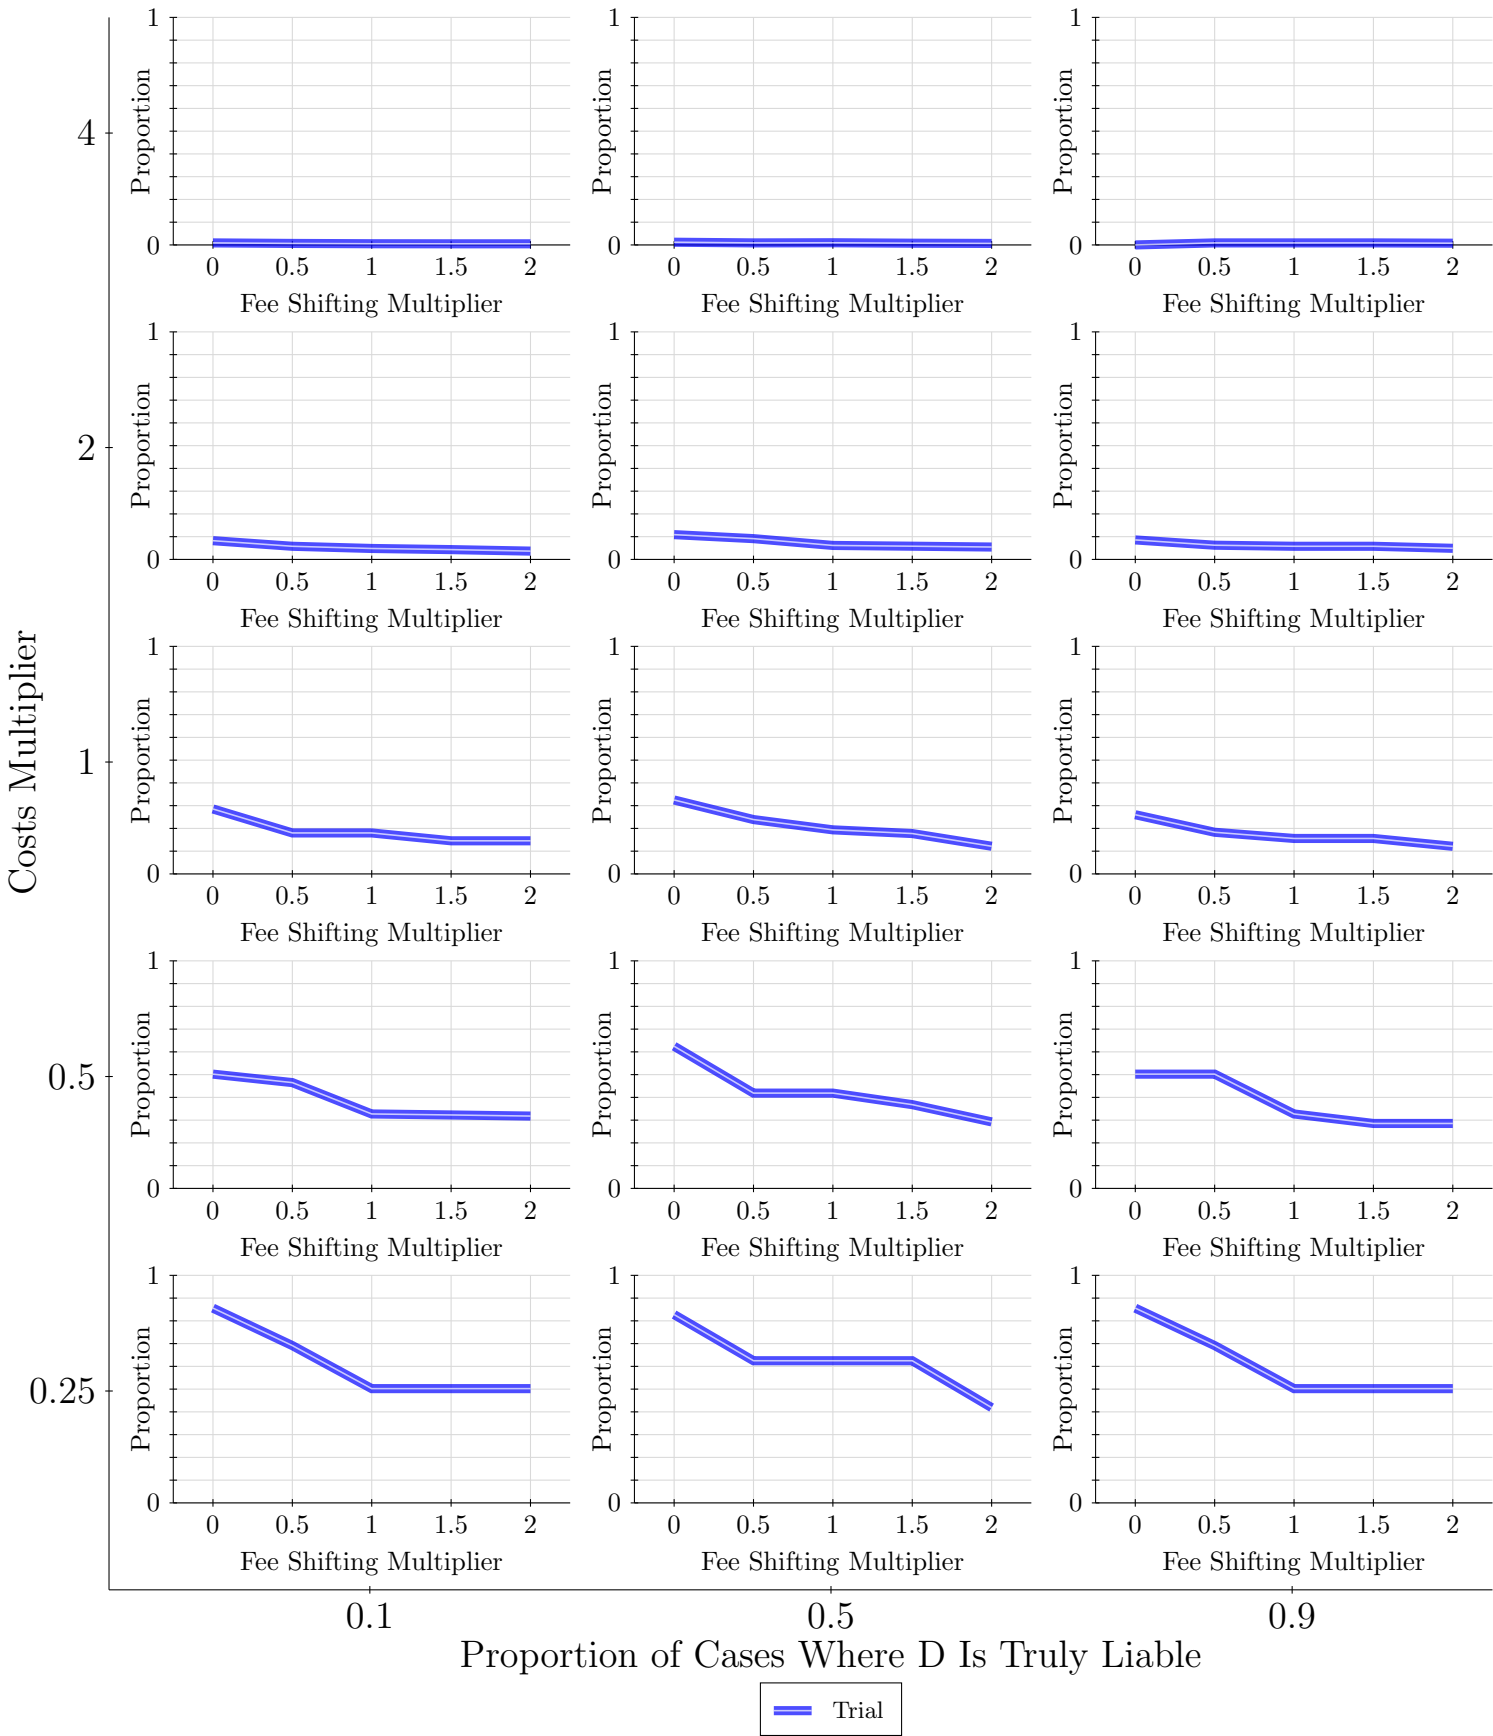 1
Proportion
0
0 0.5 1 1.5 2
Fee Shifting Multiplier
1
Proportion
0
0 0.5 1 1.5 2
Fee Shifting Multiplier
1
Proportion
0
0 0.5 1 1.5 2
Fee Shifting Multiplier
4
1
Proportion
0
0 0.5 1 1.5 2
Fee Shifting Multiplier
1
Proportion
0
0 0.5 1 1.5 2
Fee Shifting Multiplier
1
Proportion
0
0 0.5 1 1.5 2
Fee Shifting Multiplier
2
Costs Multiplier
1
Proportion
0
0 0.5 1 1.5 2
Fee Shifting Multiplier
1
Proportion
0
0 0.5 1 1.5 2
Fee Shifting Multiplier
1
Proportion
0
0 0.5 1 1.5 2
Fee Shifting Multiplier
1
1
Proportion
0
0 0.5 1 1.5 2
Fee Shifting Multiplier
1
Proportion
0
0 0.5 1 1.5 2
Fee Shifting Multiplier
1
Proportion
0
0 0.5 1 1.5 2
Fee Shifting Multiplier
0.5
1
Proportion
0
0 0.5 1 1.5 2
Fee Shifting Multiplier
1
Proportion
0
0 0.5 1 1.5 2
Fee Shifting Multiplier
1
Proportion
0
0 0.5 1 1.5 2
Fee Shifting Multiplier
0.25
0.1 0.5 0.9
Proportion of Cases Where D Is Truly Liable
Trial